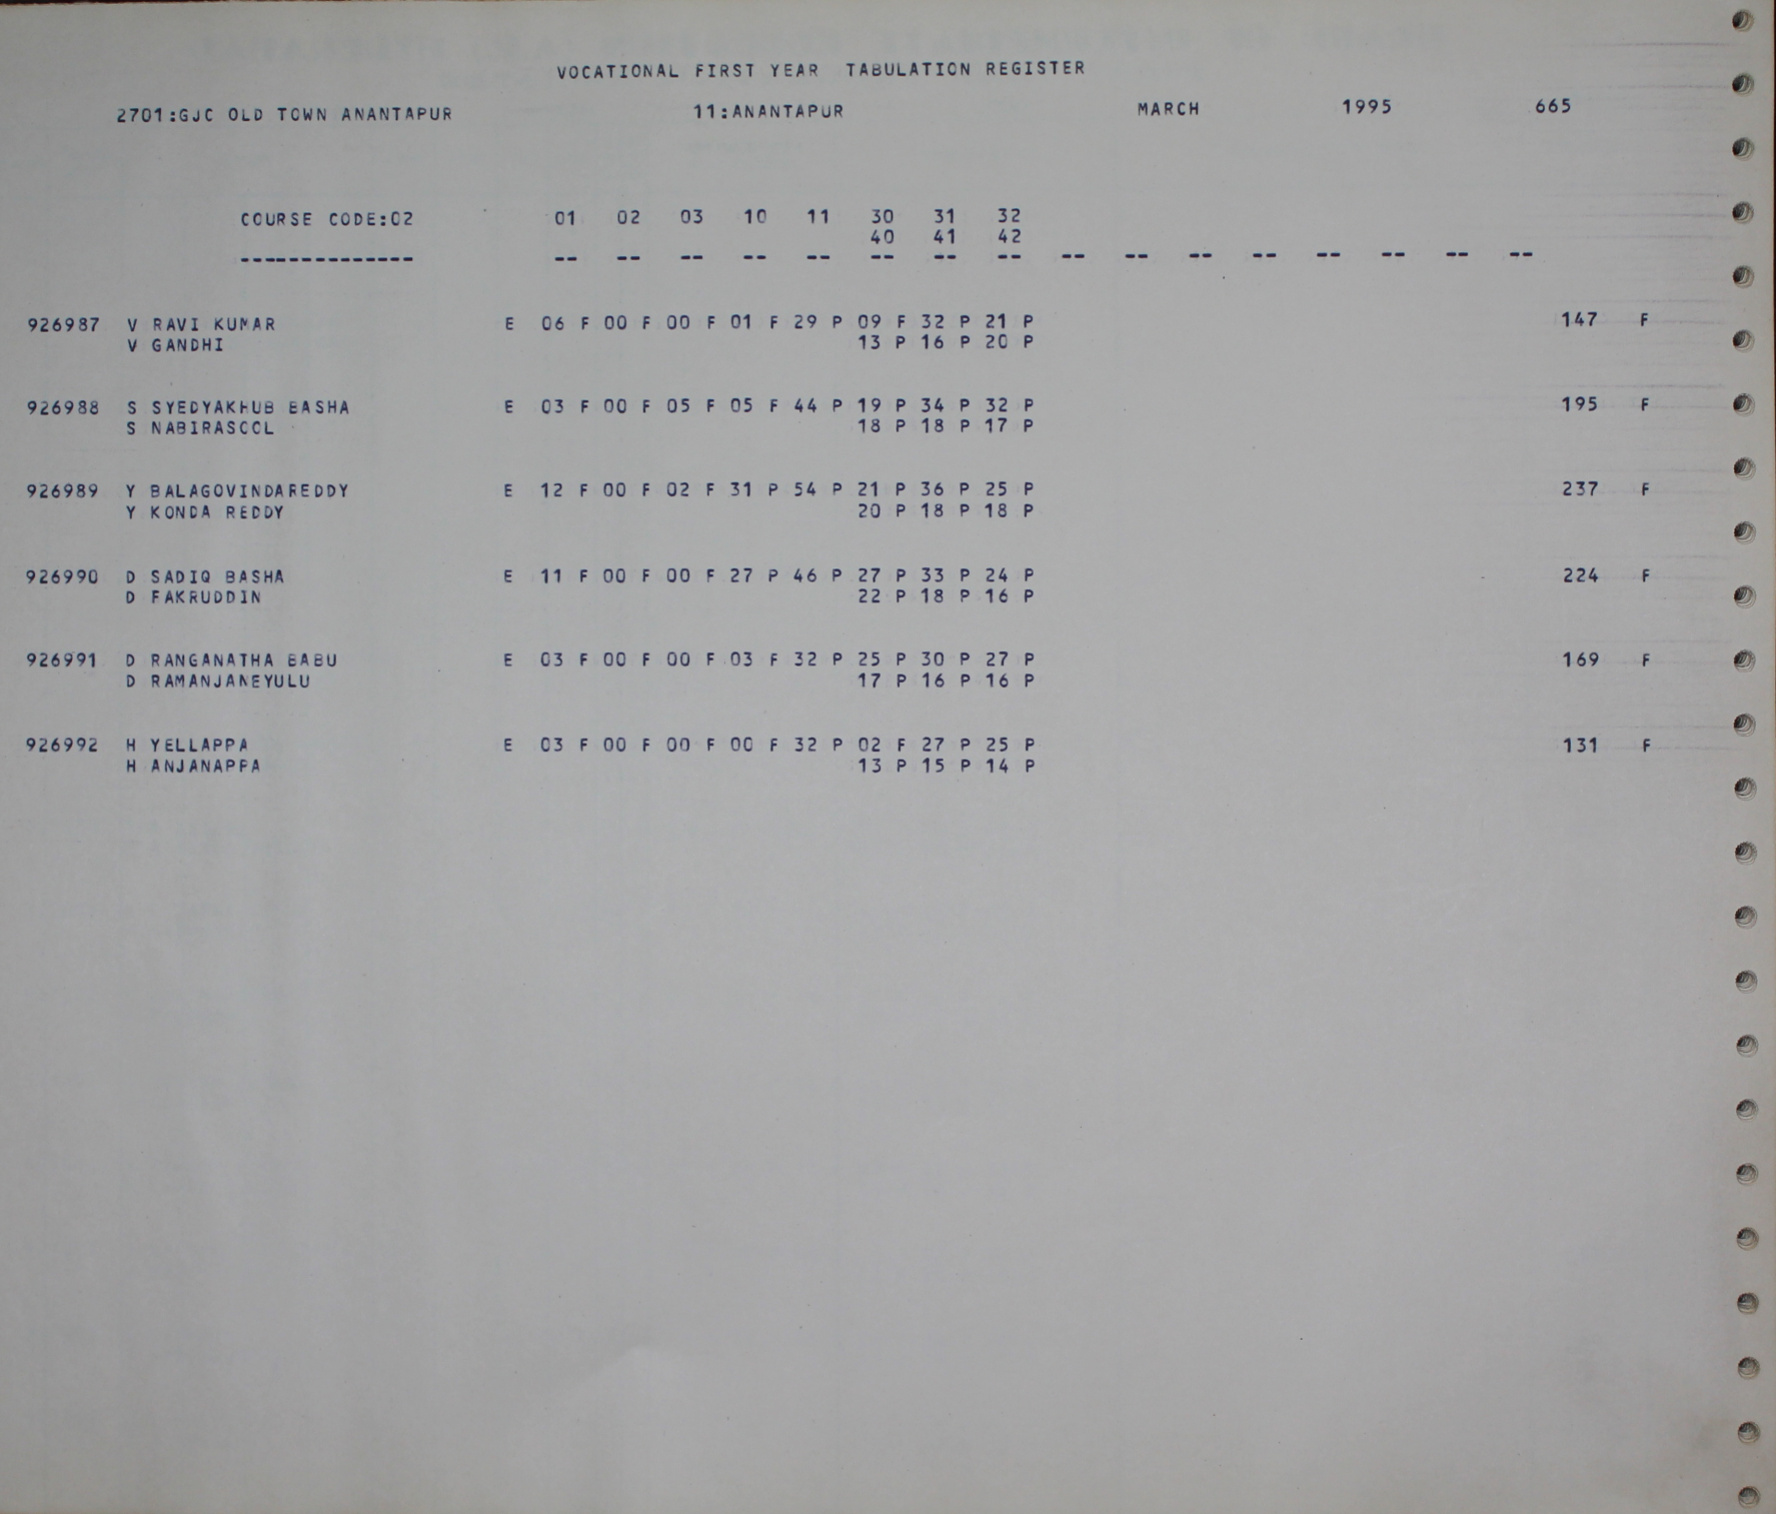 VOCATIONAL FIRST YEAR TABULATION REGISTER
2701:GJC OLD TOWN ANANTAPUR 11:ANANTAPUR MARCH 1995 665
COURSE CODE:02 01 02 03 10 11 30 31 32
40 41 42
-------------- -- -- -- -- -- -- -- -- -- -- -- -- -- -- -- --
926987 V RAVI KUMAR E 06 F 00 F 00 F 01 F 29 P 09 F 32 P 21 P 147 F
V GANDHI 13 P 16 P 20 P
926988 S SYEDYAKHUB BASHA E 03 F 00 F 05 F 05 F 44 P 19 P 34 P 32 P 195 F
S NABIRASOOL 18 P 18 P 17 P
926989 Y BALAGOVINDAREDDY E 12 F 00 F 02 F 31 P 54 P 21 P 36 P 25 P 237 F
Y KONDA REDDY 20 P 18 P 18 P
926990 D SADIQ BASHA E 11 F 00 F 00 F 27 P 46 P 27 P 33 P 24 P 224 F
D FAKRUDDIN 22 P 18 P 16 P
926991 D RANGANATHA BABU E 03 F 00 F 00 F 03 F 32 P 25 P 30 P 27 P 169 F
D RAMANJANEYULU 17 P 16 P 16 P
926992 H YELLAPPA E 03 F 00 F 00 F 00 F 32 P 02 F 27 P 25 P 131 F
H ANJANAPPA 13 P 15 P 14 P